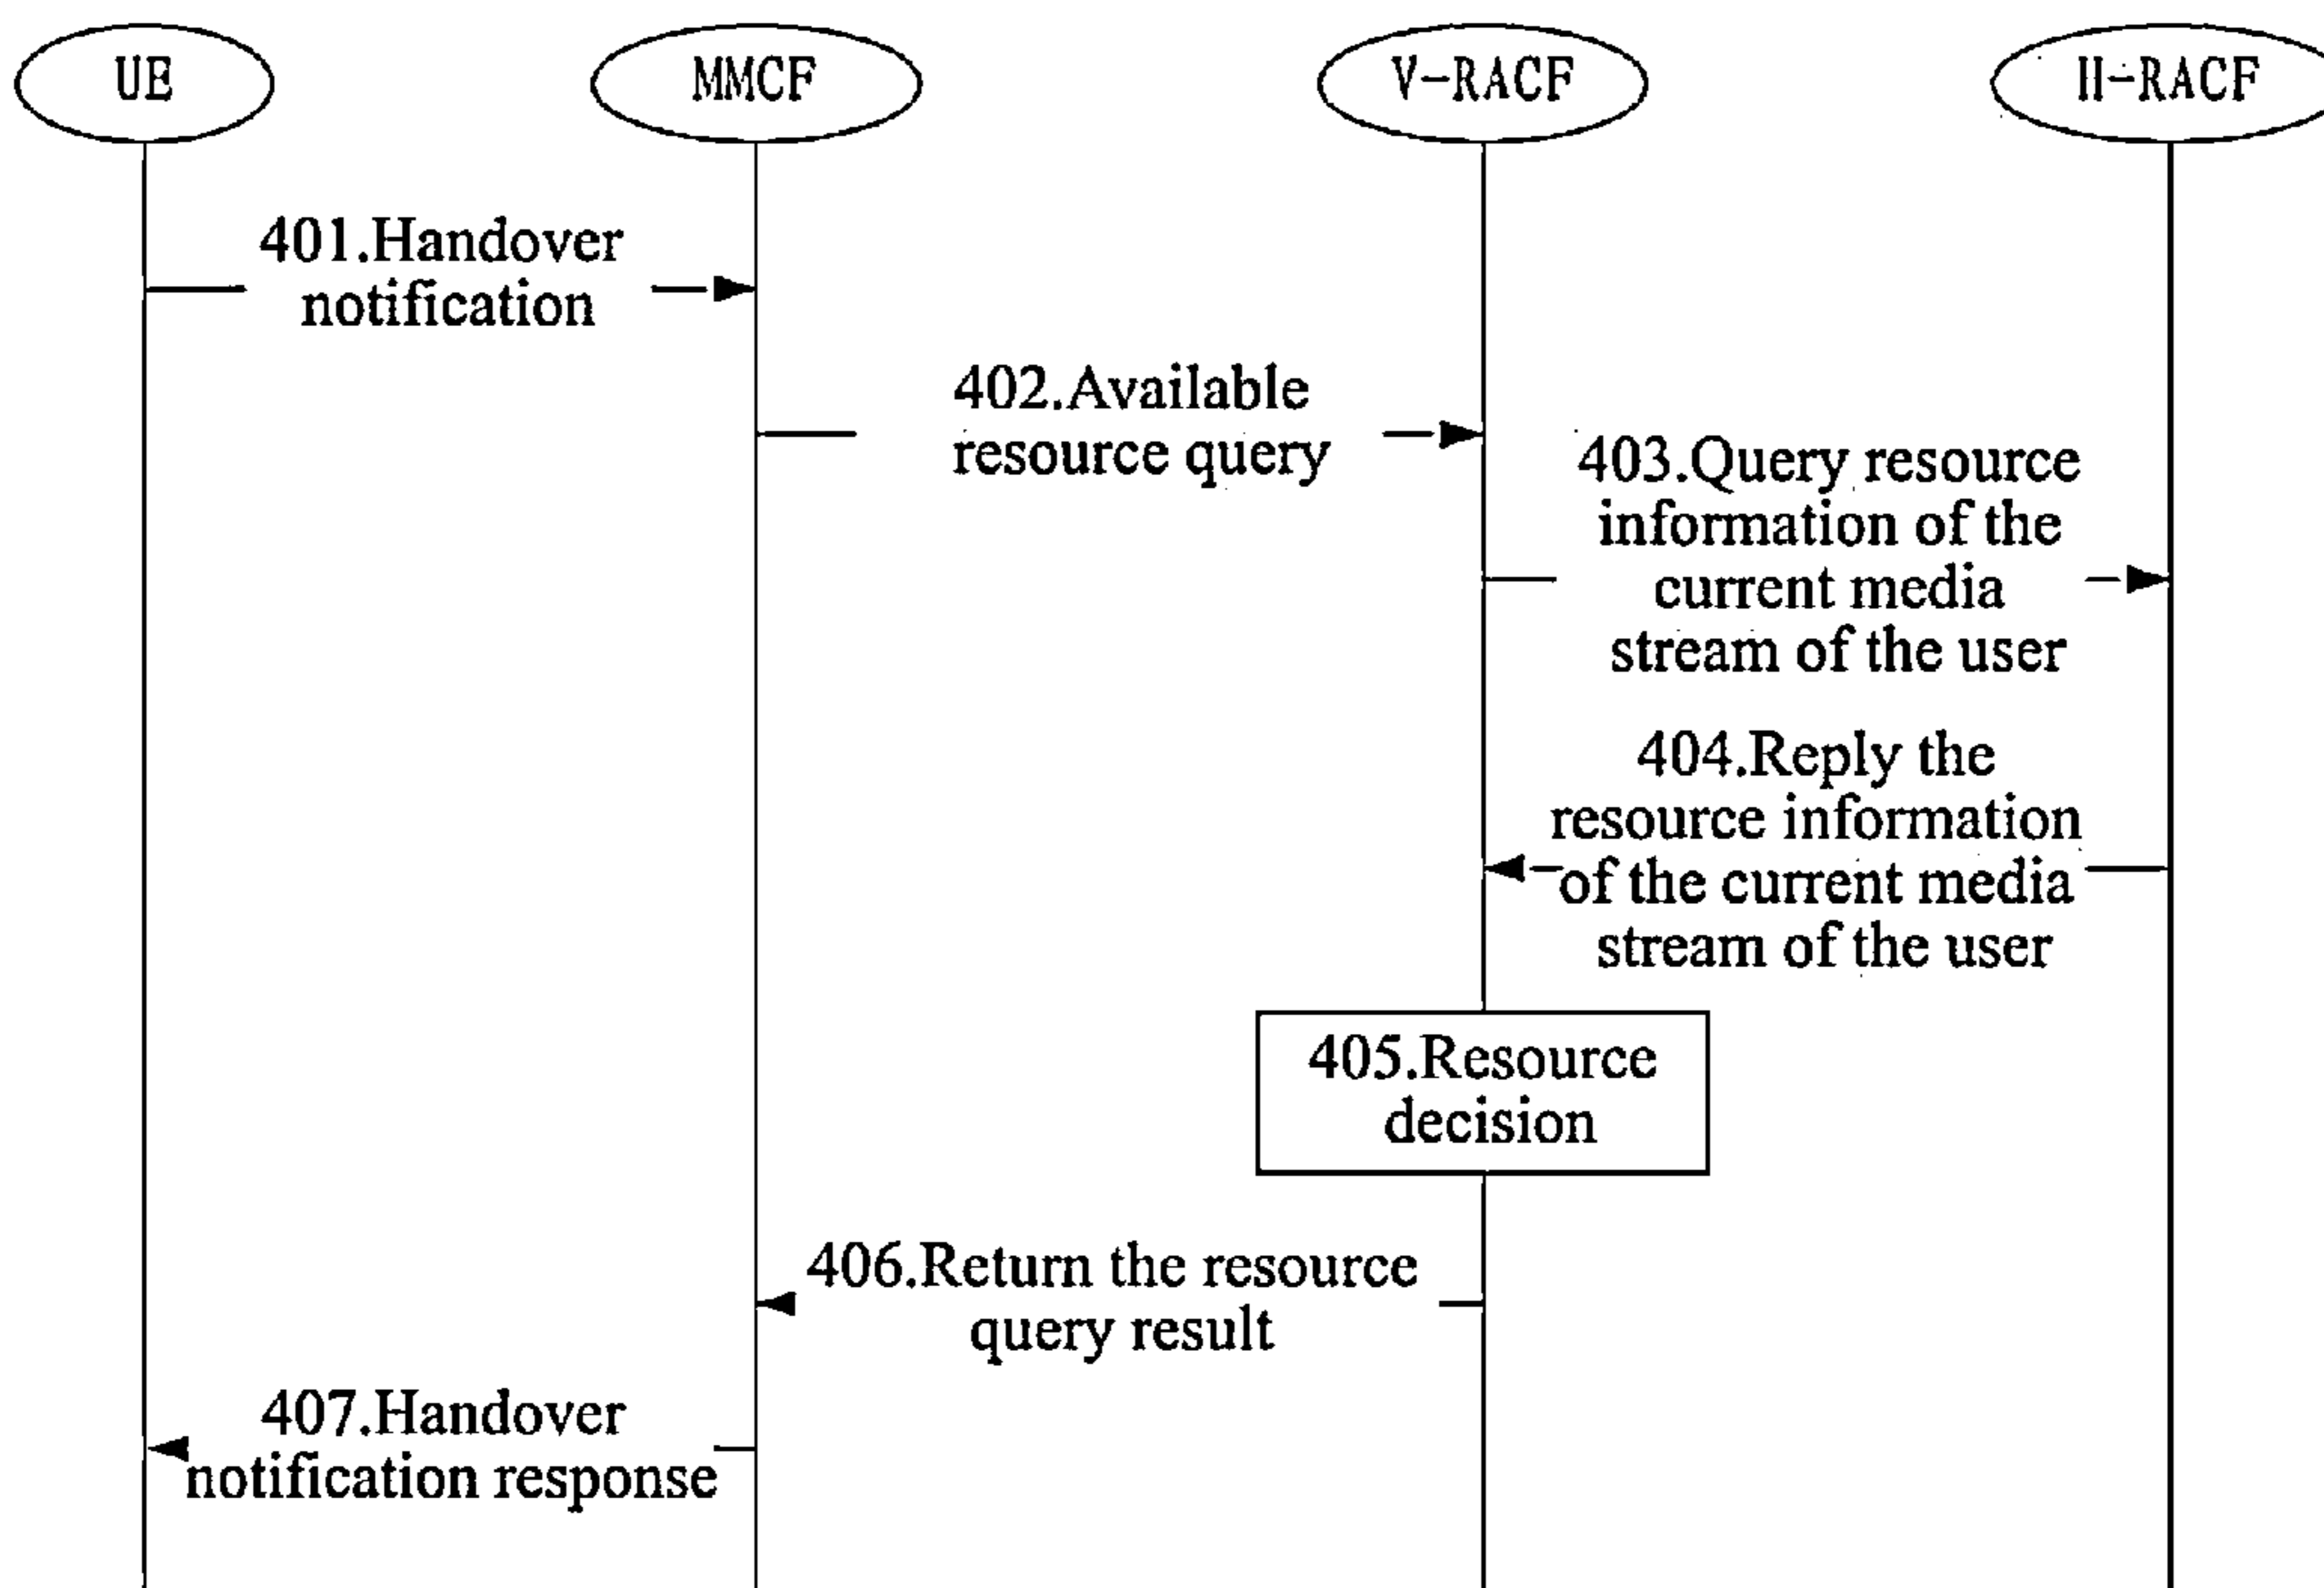 UE
MMCF
V-RACF
H-RACF
401.Handover
notification
402.Available
resource query
403.Query resource
information of the
current media
stream of the user
404.Reply the
resource information
of the current media
stream of the user
405.Resource
decision
406.Return the resource
query result
407.Handover
notification response